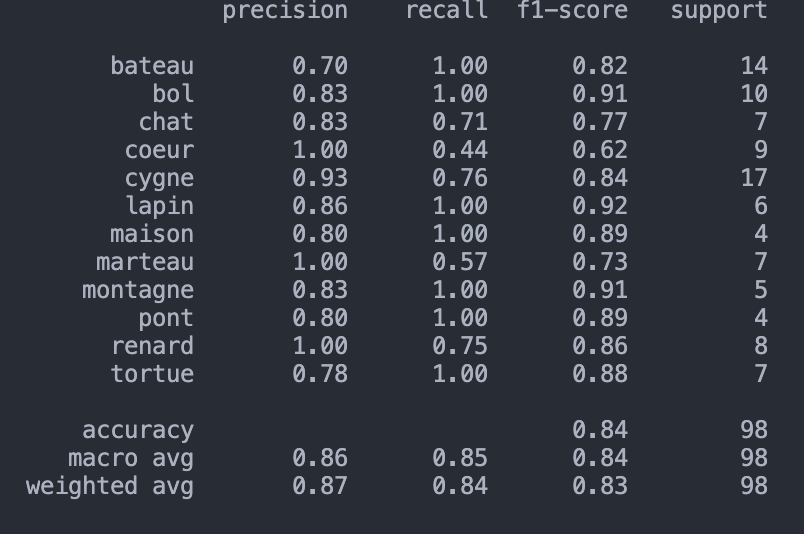 precision recall f1-score support
bateau 0.70 1.00 0.82 14
bol 0.83 1.00 0.91 10
chat 0.83 0.71 0.77 7
coeur 1.00 0.44 0.62 9
cygne 0.93 0.76 0.84 17
lapin 0.86 1.00 0.92 6
maison 0.80 1.00 0.89 4
marteau 1.00 0.57 0.73 7
montagne 0.83 1.00 0.91 5
pont 0.80 1.00 0.89 4
renard 1.00 0.75 0.86 8
tortue 0.78 1.00 0.88 7
accuracy 0.84 98
macro avg 0.86 0.85 0.84 98
weighted avg 0.87 0.84 0.83 98